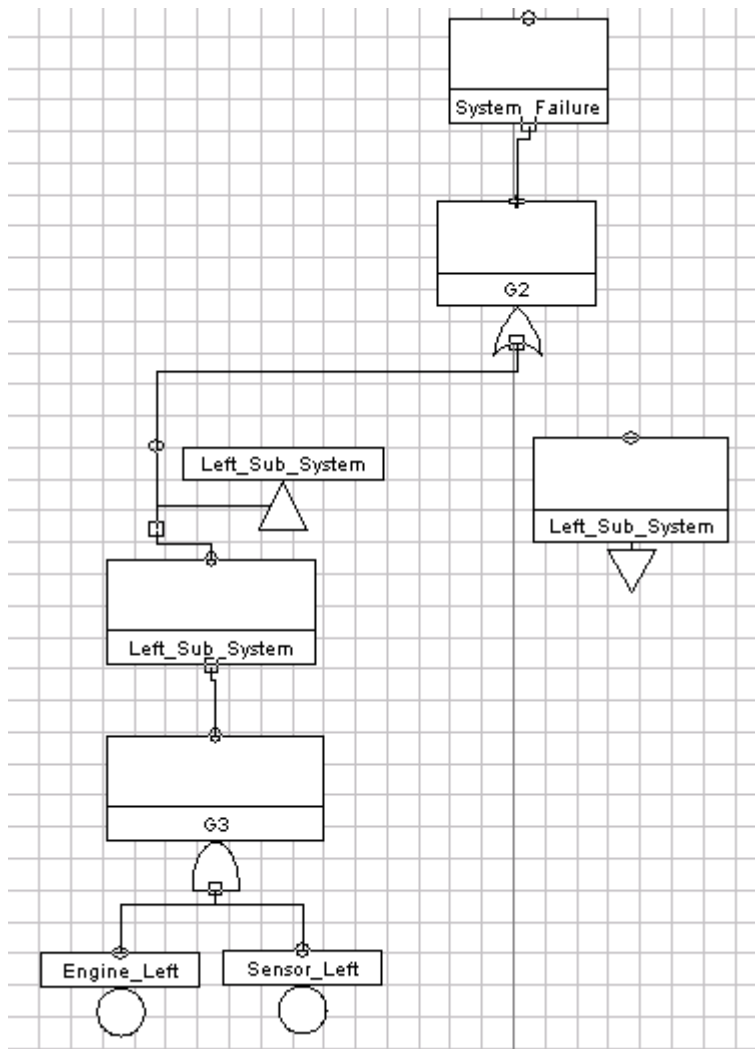 System_Failure
G2
Left_Sub_System
Left_Sub_System
Left_Sub_System
G3
Engine_Left
Sensor_Left